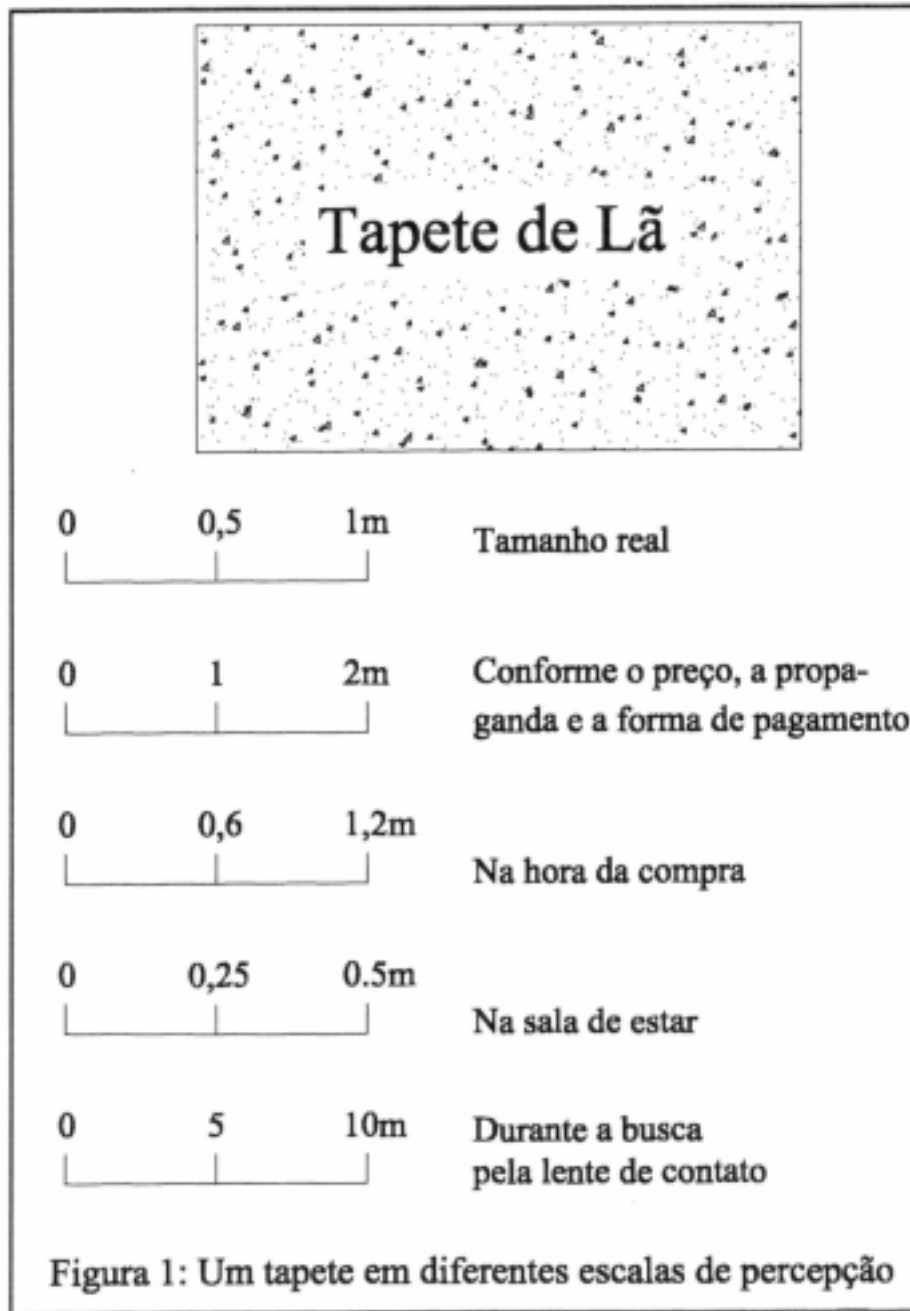 Tapete de Lã
0 0,5 1m
Tamanho real
0 1 2m
Conforme o preço, a propa-
ganda e a forma de pagamento
0 0,6 1,2m
Na hora da compra
0 0,25 0.5m
Na sala de estar
0 5 10m
Durante a busca
pela lente de contato
Figura 1: Um tapete em diferentes escalas de percepção